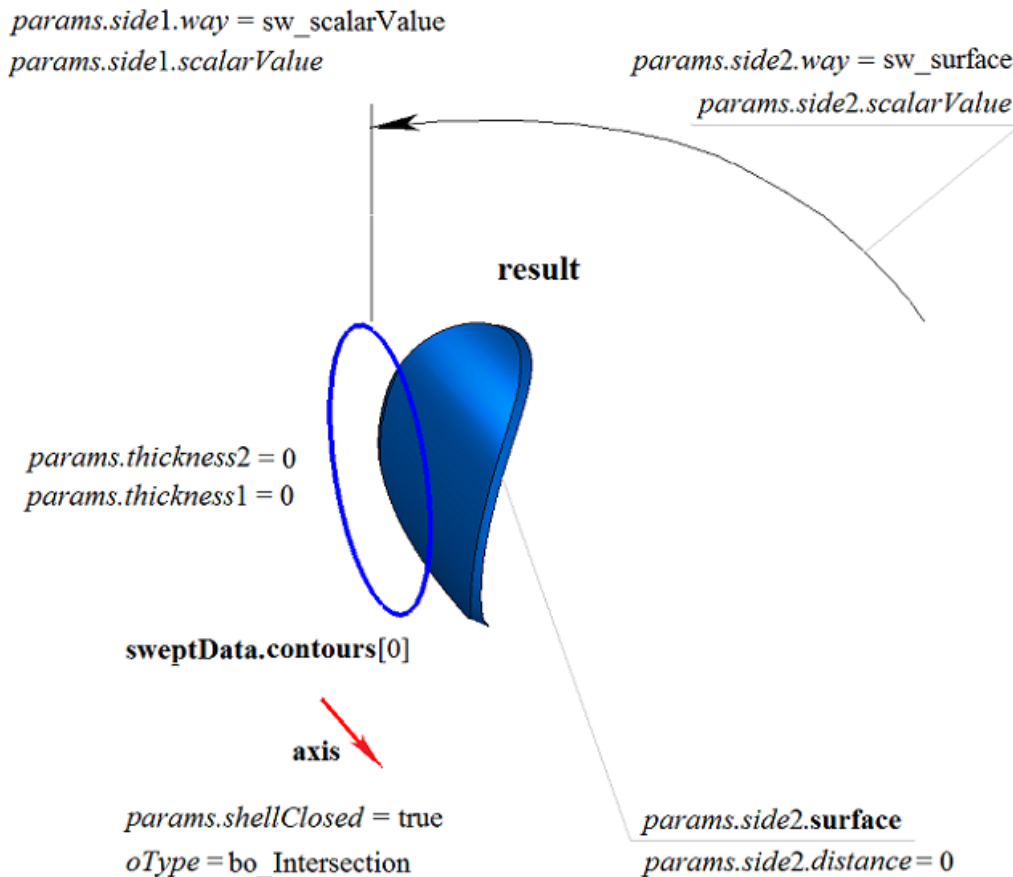 params.side1.way = sw_scalarValue
params.side1.scalarValue
params.side2.way = sw_surface
params.side2.scalarValue
result
params.thickness2 = 0
params.thickness1 = 0
sweptData.contours[0]
axis
params.shellClosed = true
oType = bo_Intersection
params.side2.surface
params.side2.distance = 0